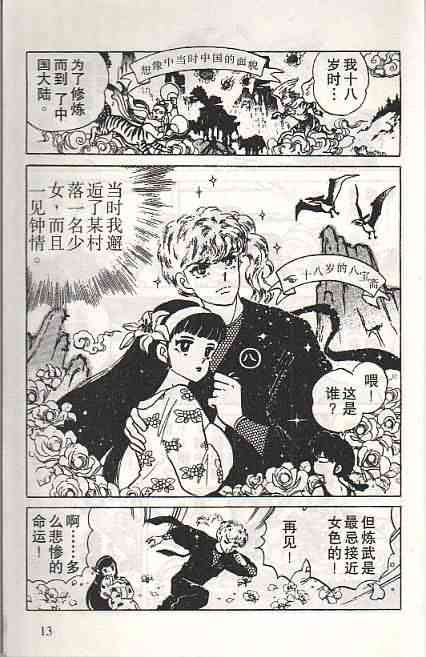 我十八
岁时…
想像中当时中国的面貌
为了修炼
而到了中
国大陆。
当时我邂
逅了某村
落一名少
女，而且
一见钟情。
十八岁的八宝斋
八
喂！
这是
谁？
但炼武是
最忌接近
女色的！
再见！
啊……多
么悲惨的
命运！
13